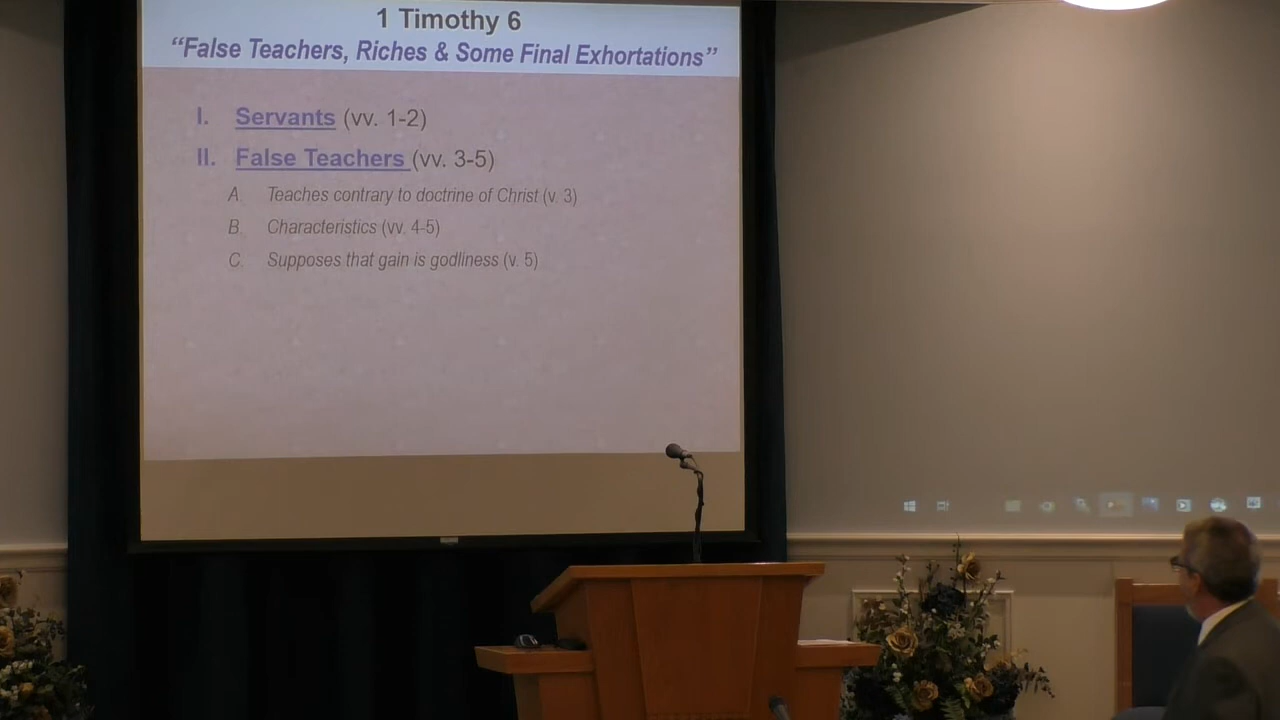 1 Timothy 6
“False Teachers, Riches & Some Final Exhortations”
I. Servants (vv. 1-2)
II. False Teachers (vv. 3-5)
A. Teaches contrary to doctrine of Christ (v. 3)
B. Characteristics (vv. 4-5)
C. Supposes that gain is godliness (v. 5)